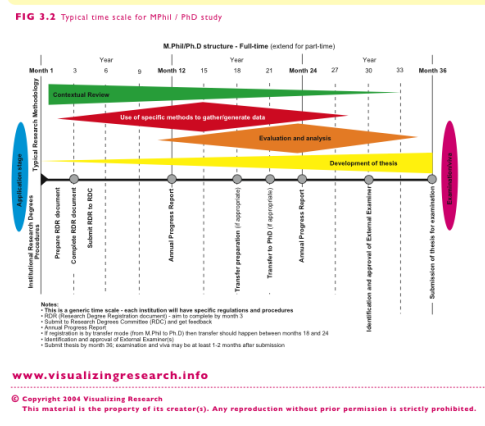 FIG 3.2 Typical time scale for MPhil / PhD study
M.Phil/Ph.D structure - Full-time (extend for part-time)
Year Year Year
Month 1 3 6 9 Month 12 15 18 21 Month 24 27 30 33 Month 36
Typical Research Methodology
Contextual Review
Use of specific methods to gather/generate data
Evaluation and analysis
Development of thesis
Application stage
Institutional Research Degrees
Procedures
Prepare RDR document
Complete RDR document
Submit RDR to RDC
Annual Progress Report
Transfer preparation (if appropriate)
Transfer to PhD (if appropriate)
Annual Progress Report
Identification and approval of External Examiner
Submission of thesis for examination
Notes:
• This is a generic time scale - each institution will have specific regulations and procedures
• RDR (Research Degree Registration document) - aim to complete by month 3
• Submit to Research Degrees Committee (RDC) and get feedback
• Annual Progress Report
• If registration is by transfer mode (from M.Phil to Ph.D) then transfer should happen between months 18 and 24
• Identification and approval of External Examiner(s)
• Submit thesis by month 36; examination and viva may be at least 1-2 months after submission
www.visualizingresearch.info
© Copyright 2004 Visualizing Research
This material is the property of its creator(s). Any reproduction without prior permission is strictly prohibited.